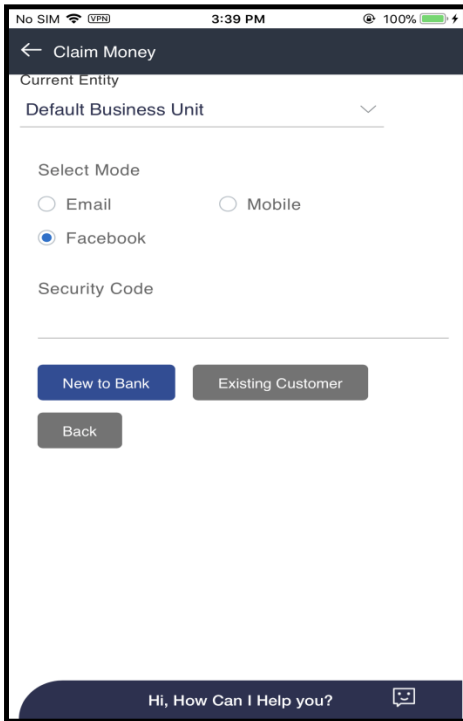 No SIM VPN 3:39 PM 100%
Claim Money
Current Entity
Default Business Unit
Select Mode
Email Mobile
Facebook
Security Code
New to Bank Existing Customer
Back
Hi, How Can I Help you?